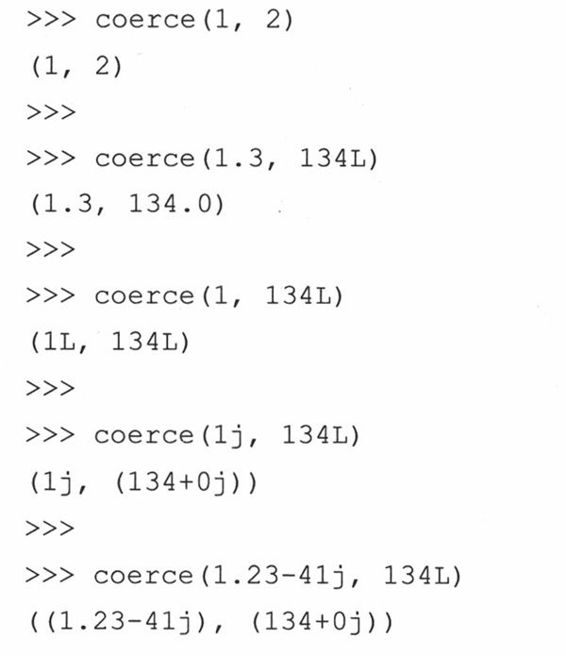 >>> coerce(1, 2)
(1, 2)
>>>
>>> coerce(1.3, 134L)
(1.3, 134.0)
>>>
>>> coerce(1, 134L)
(1L, 134L)
>>>
>>> coerce(1j, 134L)
(1j, (134+0j))
>>>
>>> coerce(1.23-41j, 134L)
((1.23-41j), (134+0j))